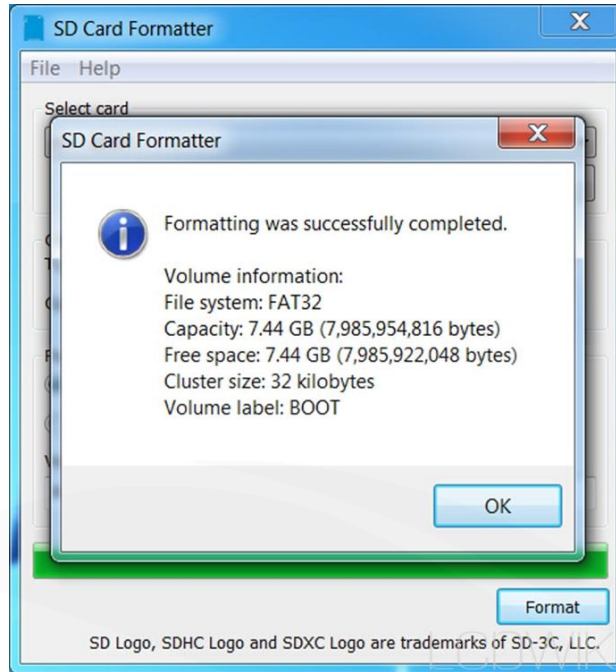 SD Card Formatter
File Help
Select card
SD Card Formatter
Formatting was successfully completed.
Volume information:
File system: FAT32
Capacity: 7.44 GB (7,985,954,816 bytes)
Free space: 7.44 GB (7,985,922,048 bytes)
Cluster size: 32 kilobytes
Volume label: BOOT
OK
Format
SD Logo, SDHC Logo and SDXC Logo are trademarks of SD-3C, LLC.